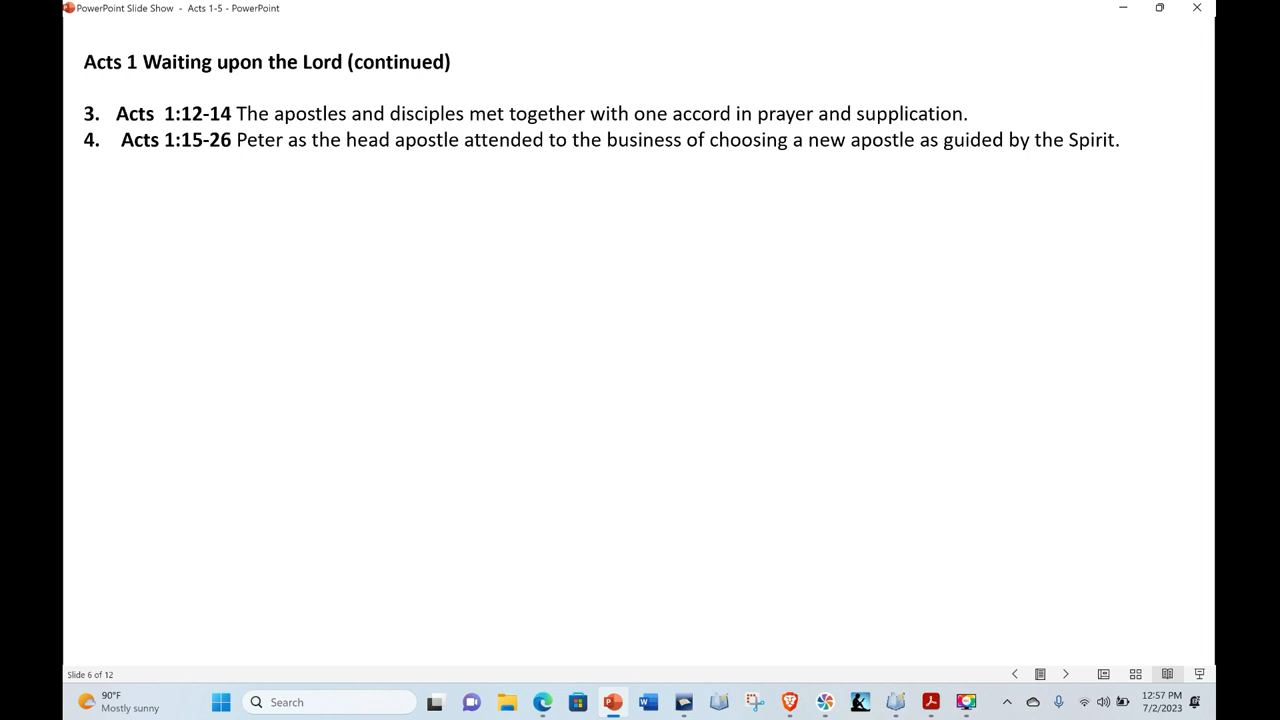 PowerPoint Slide Show - Acts 1-5 - PowerPoint
Acts 1 Waiting upon the Lord (continued)
3. Acts 1:12-14 The apostles and disciples met together with one accord in prayer and supplication.
4. Acts 1:15-26 Peter as the head apostle attended to the business of choosing a new apostle as guided by the Spirit.
Slide 6 of 12
90°F
Mostly sunny
Search
12:57 PM
7/2/2023